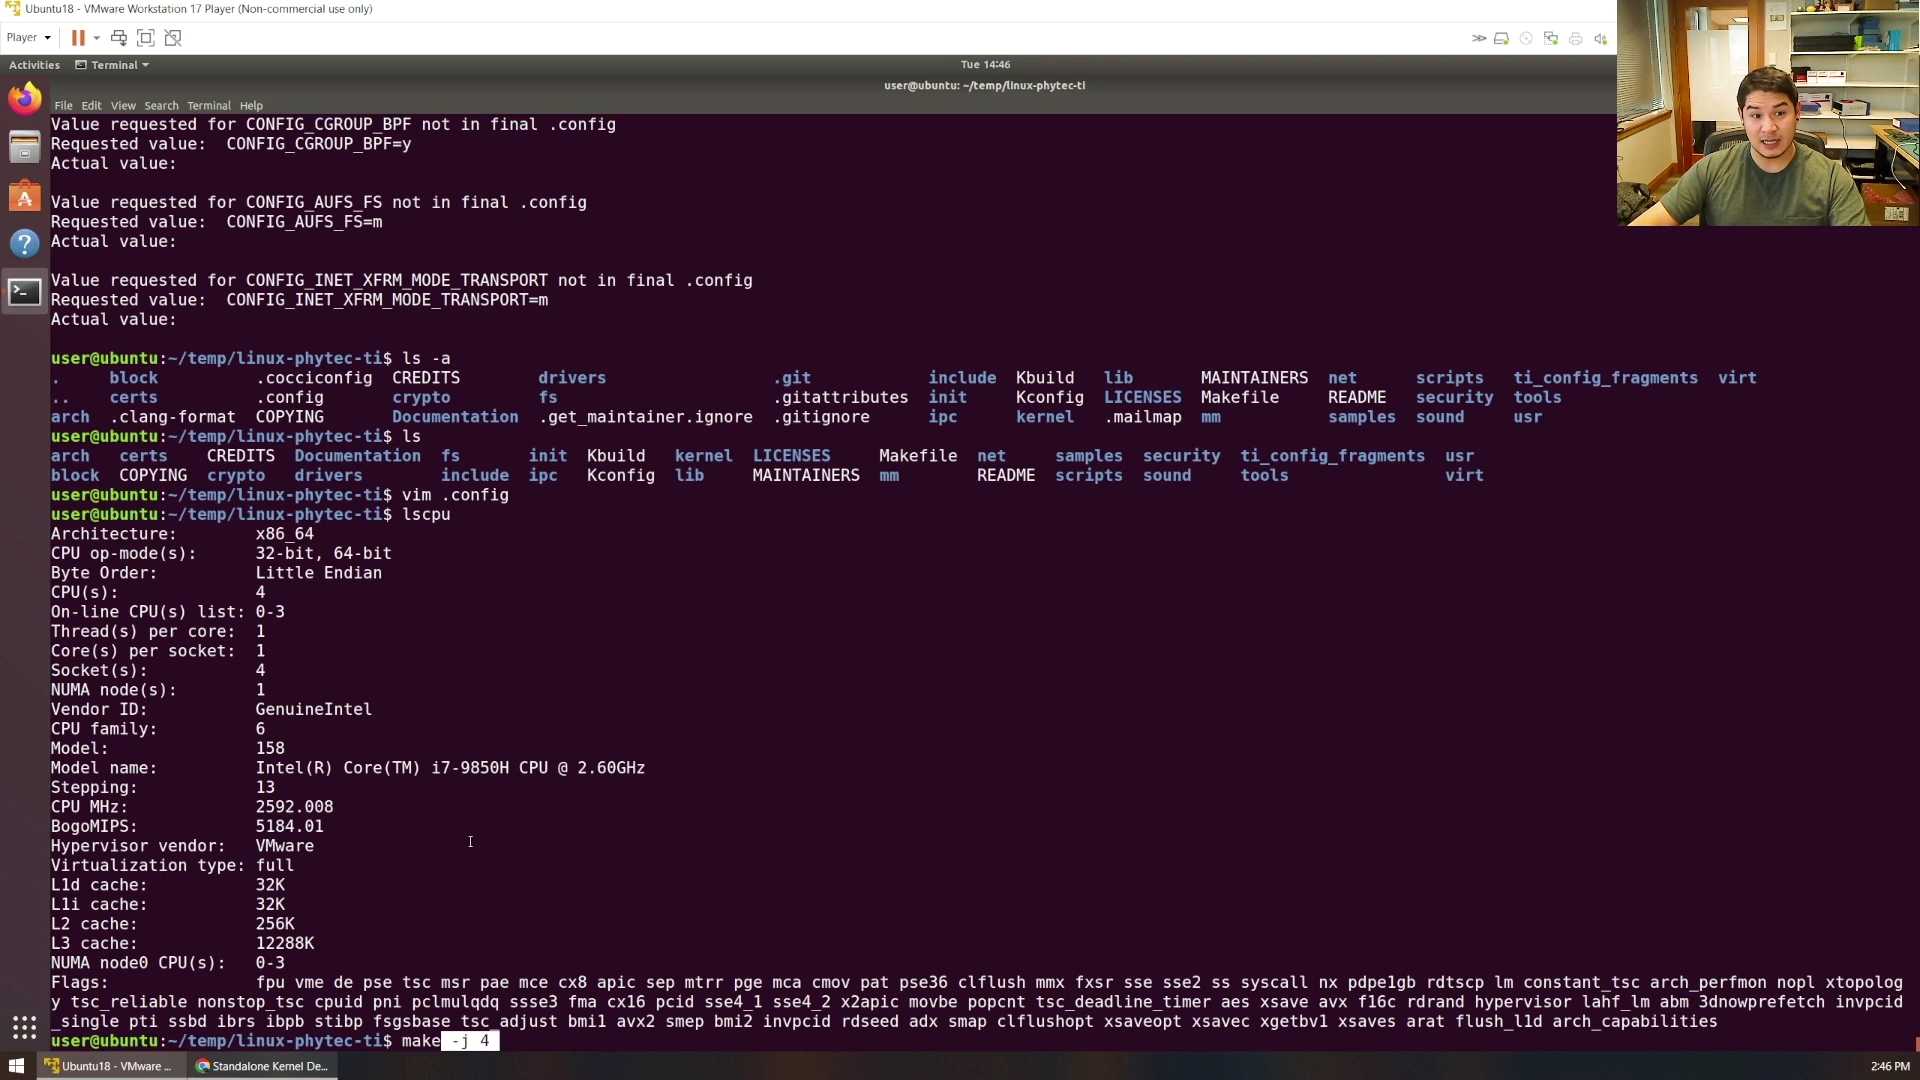 Ubuntu18 - VMware Workstation 17 Player (Non-commercial use only)
Player
Activities
Terminal
Tue 14:46
user@ubuntu: ~/temp/linux-phytec-ti
File Edit View Search Terminal Help
Value requested for CONFIG_CGROUP_BPF not in final .config
Requested value:  CONFIG_CGROUP_BPF=y
Actual value:
Value requested for CONFIG_AUFS_FS not in final .config
Requested value:  CONFIG_AUFS_FS=m
Actual value:
Value requested for CONFIG_INET_XFRM_MODE_TRANSPORT not in final .config
Requested value:  CONFIG_INET_XFRM_MODE_TRANSPORT=m
Actual value:
user@ubuntu:~/temp/linux-phytec-ti$ ls -a
. block .cocciconfig CREDITS drivers .git include Kbuild lib MAINTAINERS net scripts ti_config_fragments virt
.. certs .config crypto fs .gitattributes init Kconfig LICENSES Makefile README security tools
arch .clang-format COPYING Documentation .get_maintainer.ignore .gitignore ipc kernel .mailmap mm samples sound usr
user@ubuntu:~/temp/linux-phytec-ti$ ls
arch certs CREDITS Documentation fs init Kbuild kernel LICENSES Makefile net samples security ti_config_fragments usr
block COPYING crypto drivers include ipc Kconfig lib MAINTAINERS mm README scripts sound tools virt
user@ubuntu:~/temp/linux-phytec-ti$ vim .config
user@ubuntu:~/temp/linux-phytec-ti$ lscpu
Architecture: x86_64
CPU op-mode(s): 32-bit, 64-bit
Byte Order: Little Endian
CPU(s): 4
On-line CPU(s) list: 0-3
Thread(s) per core: 1
Core(s) per socket: 1
Socket(s): 4
NUMA node(s): 1
Vendor ID: GenuineIntel
CPU family: 6
Model: 158
Model name: Intel(R) Core(TM) i7-9850H CPU @ 2.60GHz
Stepping: 13
CPU MHz: 2592.008
BogoMIPS: 5184.01
Hypervisor vendor: VMware
Virtualization type: full
L1d cache: 32K
L1i cache: 32K
L2 cache: 256K
L3 cache: 12288K
NUMA node0 CPU(s): 0-3
Flags: fpu vme de pse tsc msr pae mce cx8 apic sep mtrr pge mca cmov pat pse36 clflush mmx fxsr sse sse2 ss syscall nx pdpe1gb rdtscp lm constant_tsc arch_perfmon nopl xtopolog
y tsc_reliable nonstop_tsc cpuid pni pclmulqdq ssse3 fma cx16 pcid sse4_1 sse4_2 x2apic movbe popcnt tsc_deadline_timer aes xsave avx f16c rdrand hypervisor lahf_lm abm 3dnowprefetch invpcid
_single pti ssbd ibrs ibpb stibp fsgsbase tsc_adjust bmi1 avx2 smep bmi2 invpcid rdseed adx smap clflushopt xsaveopt xsavec xgetbv1 xsaves arat flush_l1d arch_capabilities
user@ubuntu:~/temp/linux-phytec-ti$ make -j 4
Ubuntu18 - VMware ...
Standalone Kernel De...
2:46 PM